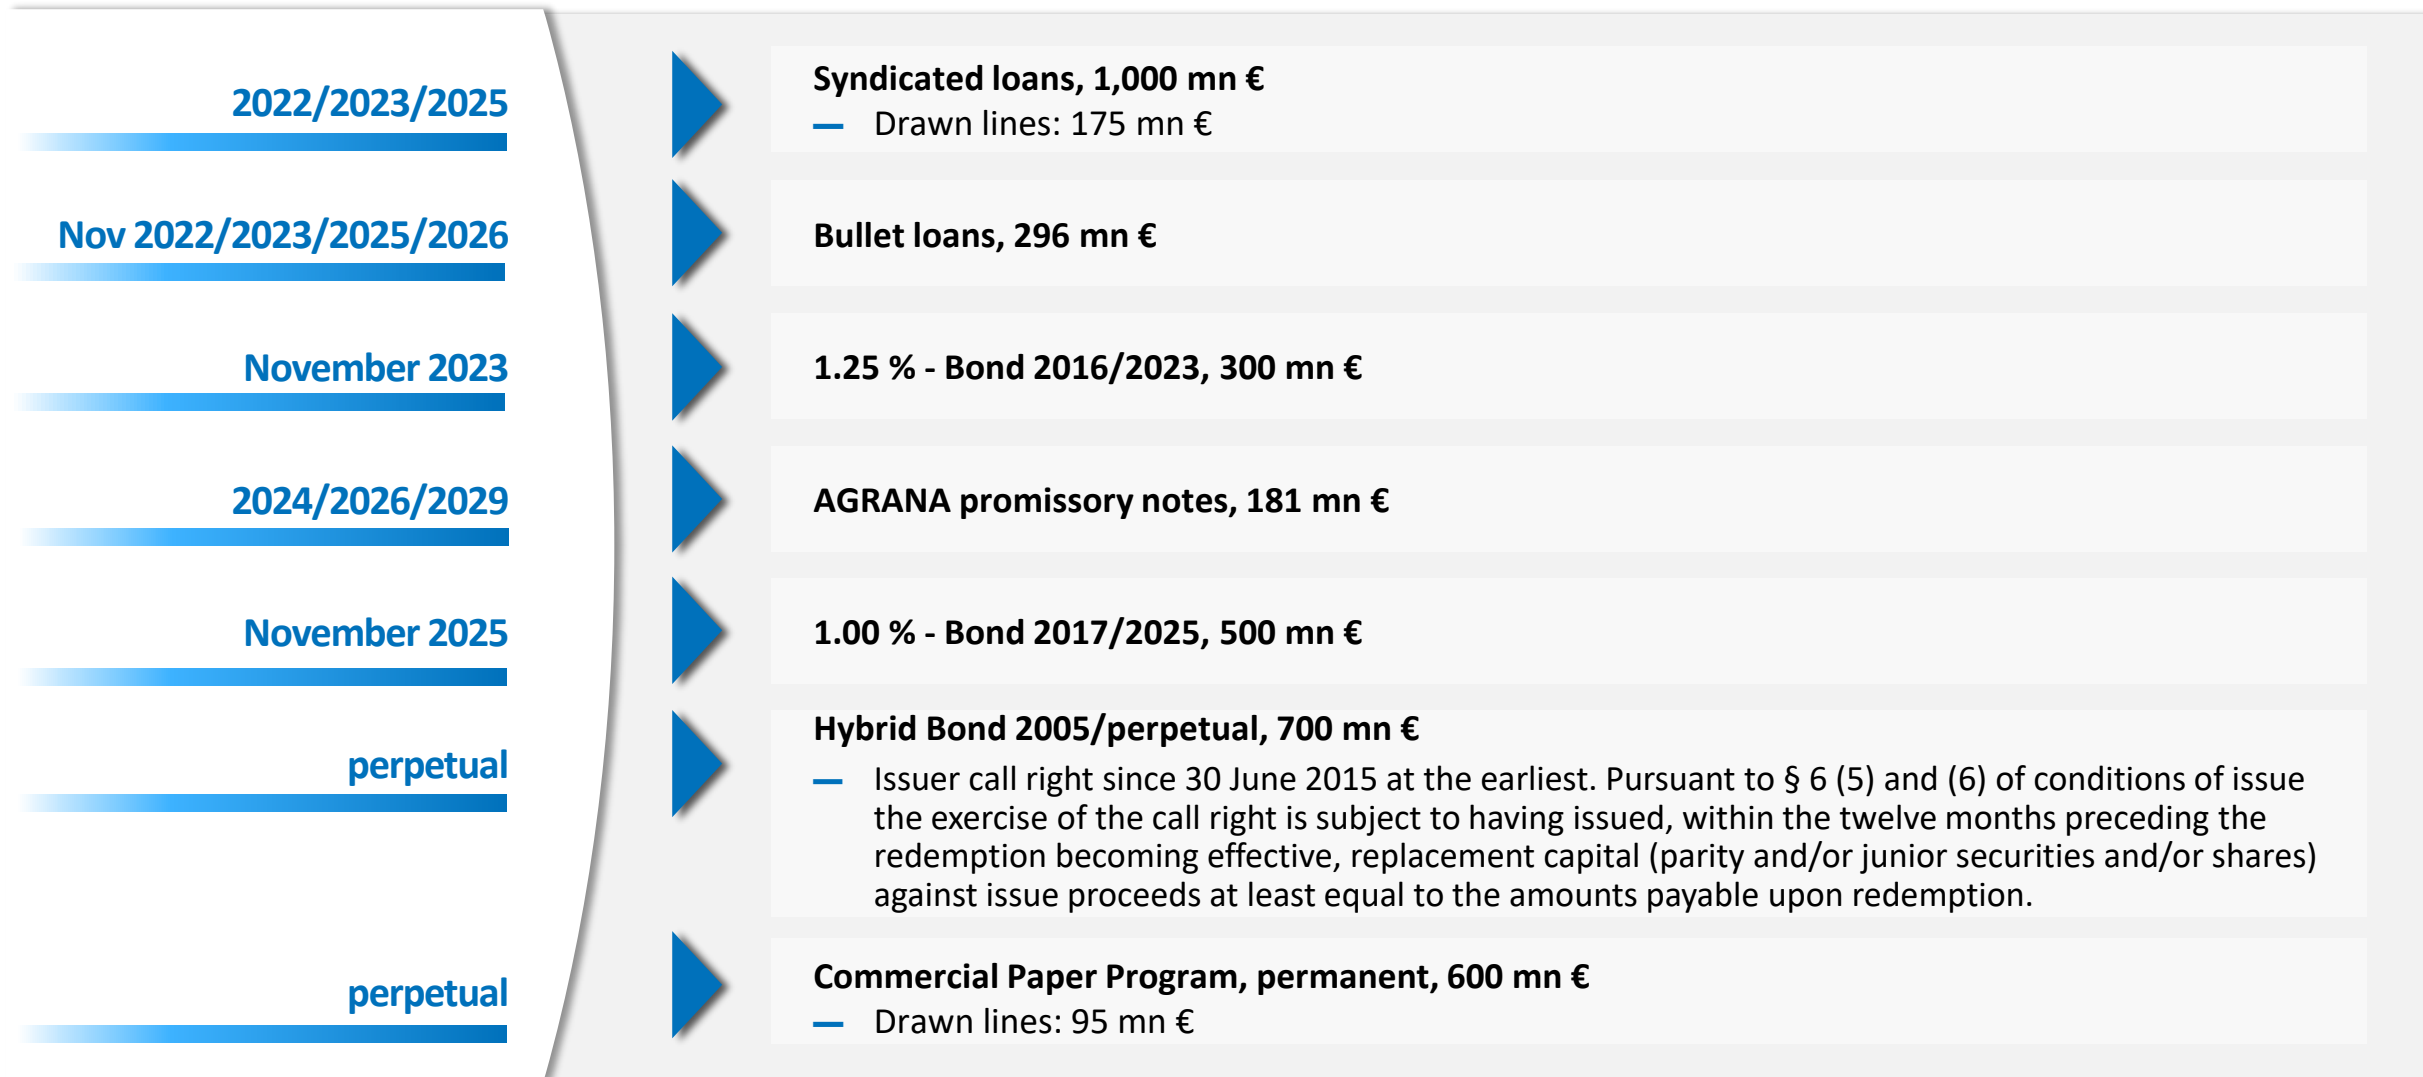 2022/2023/2025
Syndicated loans, 1,000 mn €
— Drawn lines: 175 mn €
Nov 2022/2023/2025/2026
Bullet loans, 296 mn €
November 2023
1.25 % - Bond 2016/2023, 300 mn €
2024/2026/2029
AGRANA promissory notes, 181 mn €
November 2025
1.00 % - Bond 2017/2025, 500 mn €
perpetual
Hybrid Bond 2005/perpetual, 700 mn €
— Issuer call right since 30 June 2015 at the earliest. Pursuant to § 6 (5) and (6) of conditions of issue
the exercise of the call right is subject to having issued, within the twelve months preceding the
redemption becoming effective, replacement capital (parity and/or junior securities and/or shares)
against issue proceeds at least equal to the amounts payable upon redemption.
perpetual
Commercial Paper Program, permanent, 600 mn €
— Drawn lines: 95 mn €